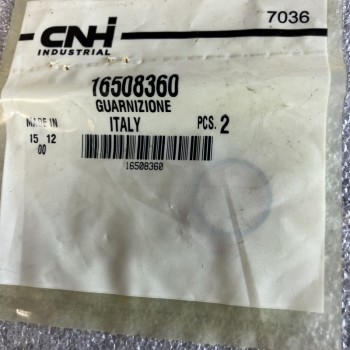 7036
CNH
INDUSTRIAL
16508360
GUARNIZIONE
MADE IN ITALY PCS. 2
15 12
00
16508360